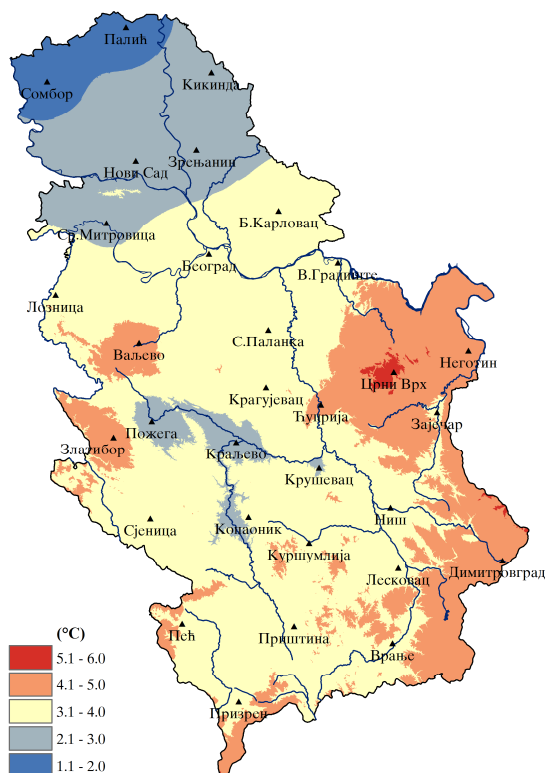 Палић
Сомбор
Кикинда
Зрењанин
Нови Сад
Б.Карловац
Ср.Митровица
Београд
В.Градиште
Лозница
С.Паланка
Ваљево
Неготин
Црни Врх
Крагујевац
Ћуприја
Зајечар
Пожега
Златибор
Краљево
Крушевац
Ниш
Сјеница
Копаоник
Куршумлија
Димитровград
Лесковац
Пећ
Приштина
Врање
Призрен
(°C)
5.1 - 6.0
4.1 - 5.0
3.1 - 4.0
2.1 - 3.0
1.1 - 2.0